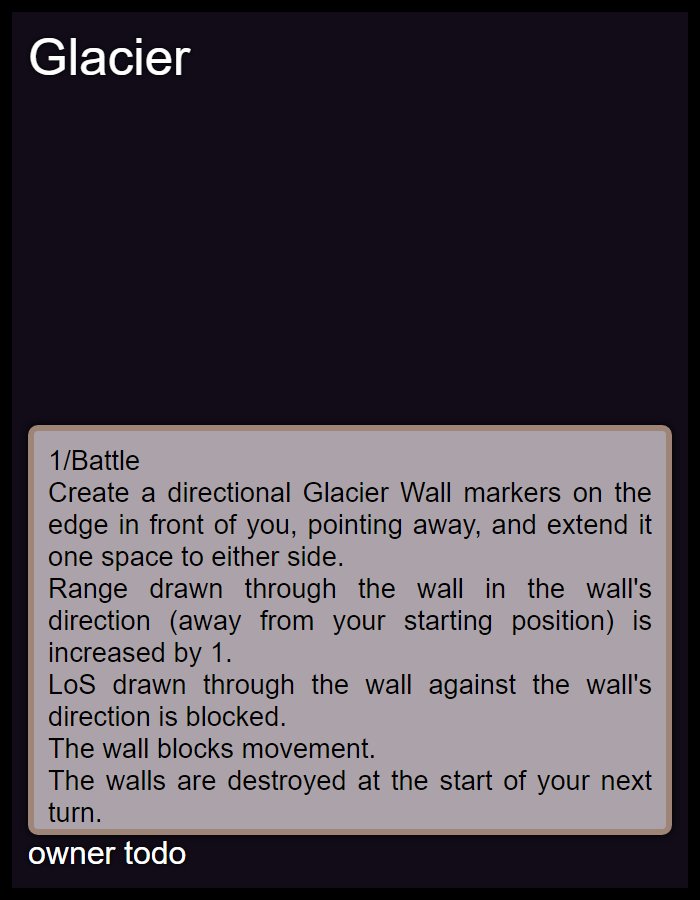 Glacier
1/Battle
Create a directional Glacier Wall markers on the
edge in front of you, pointing away, and extend it
one space to either side.
Range drawn through the wall in the wall's
direction (away from your starting position) is
increased by 1.
LoS drawn through the wall against the wall's
direction is blocked.
The wall blocks movement.
The walls are destroyed at the start of your next
turn.
owner todo